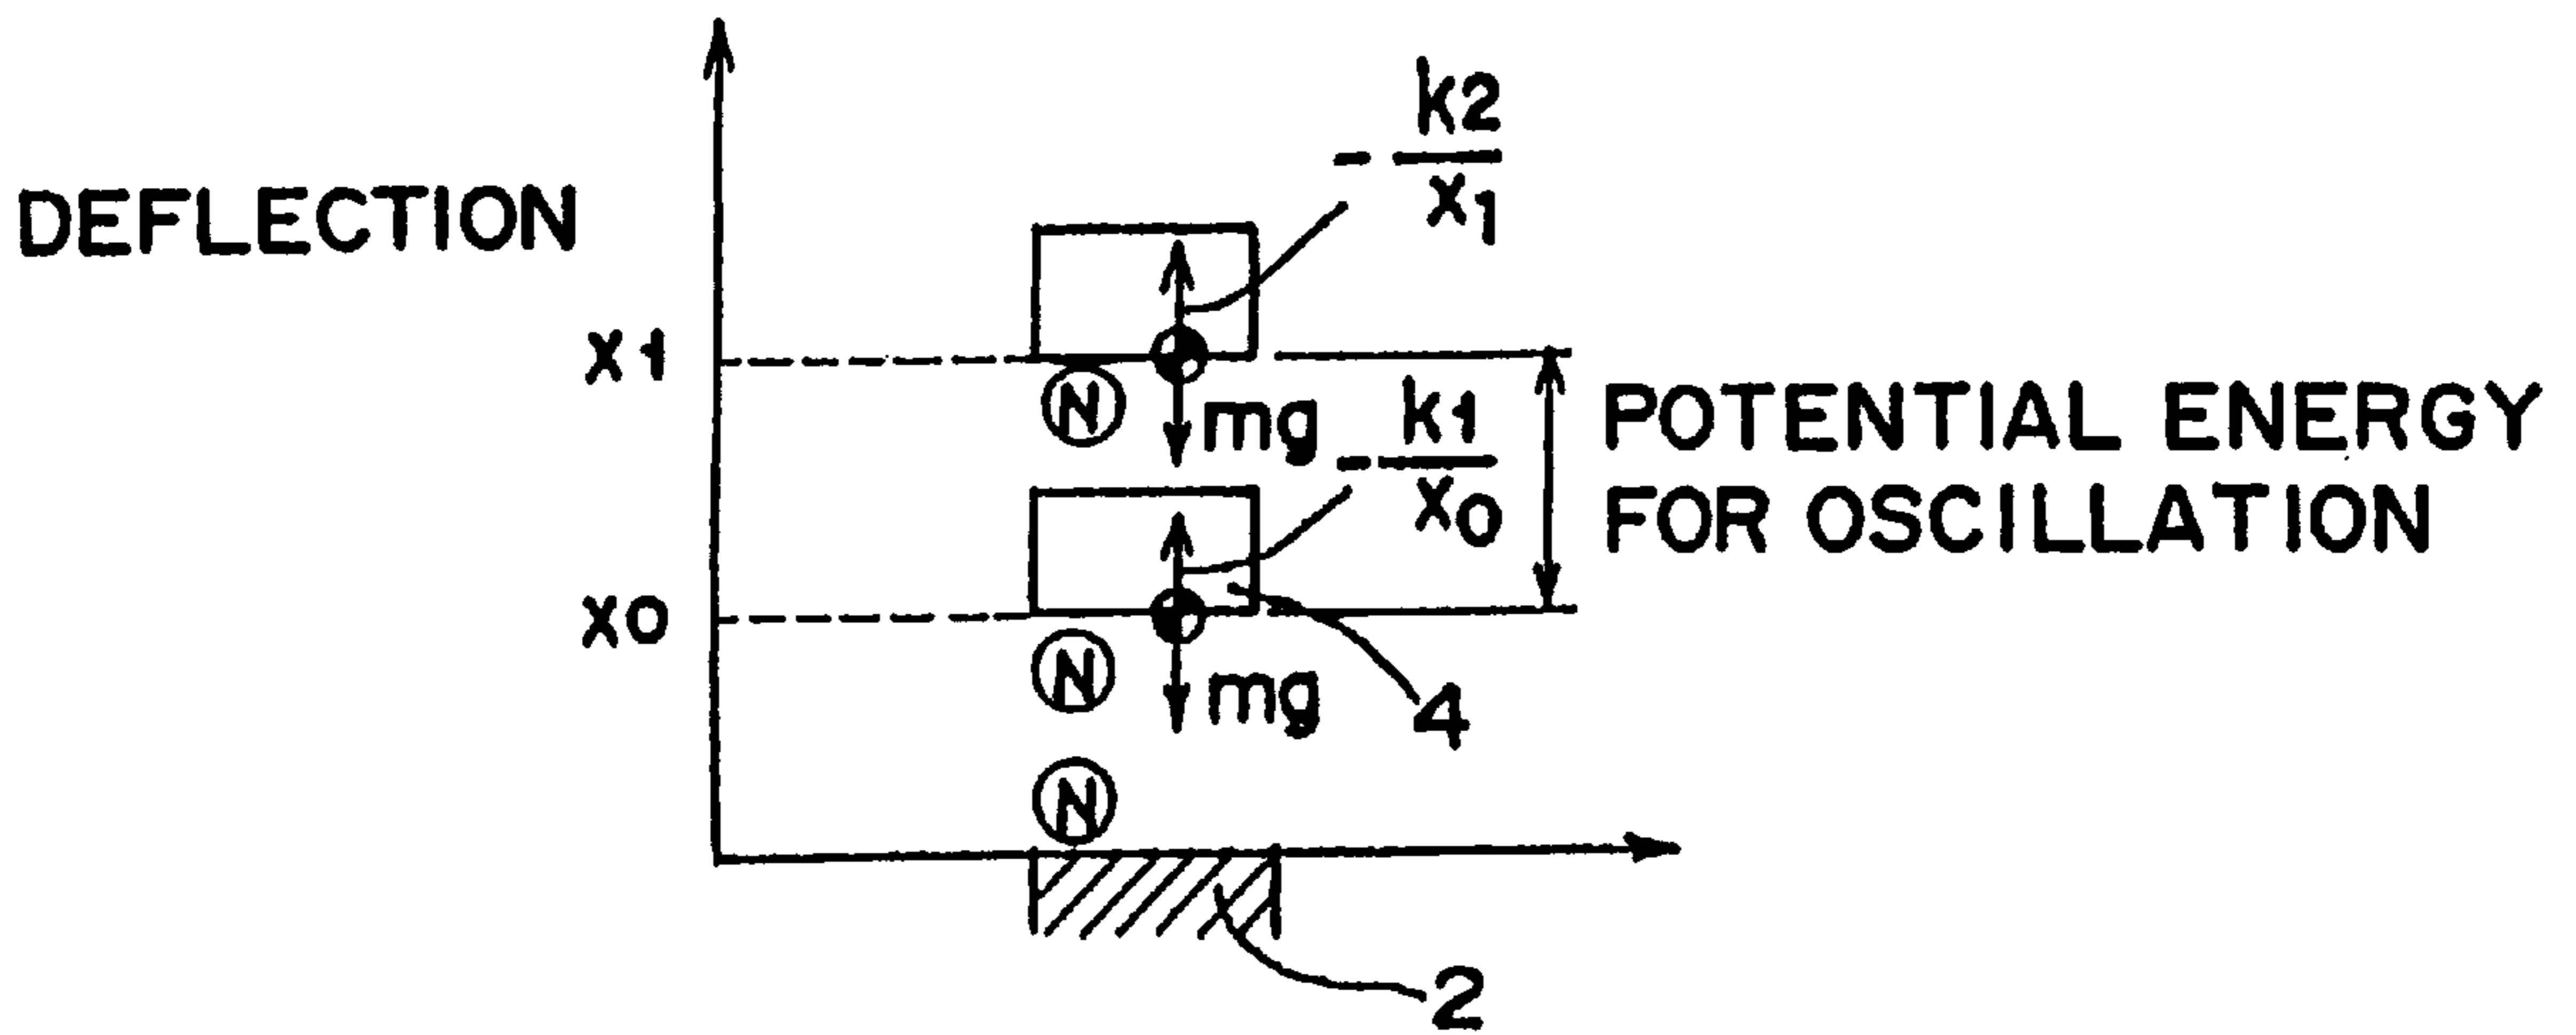 k2
-
x1
DEFLECTION
x1
N
mg
k1
-
x0
POTENTIAL ENERGY
FOR OSCILLATION
x0
N
mg
4
N
2